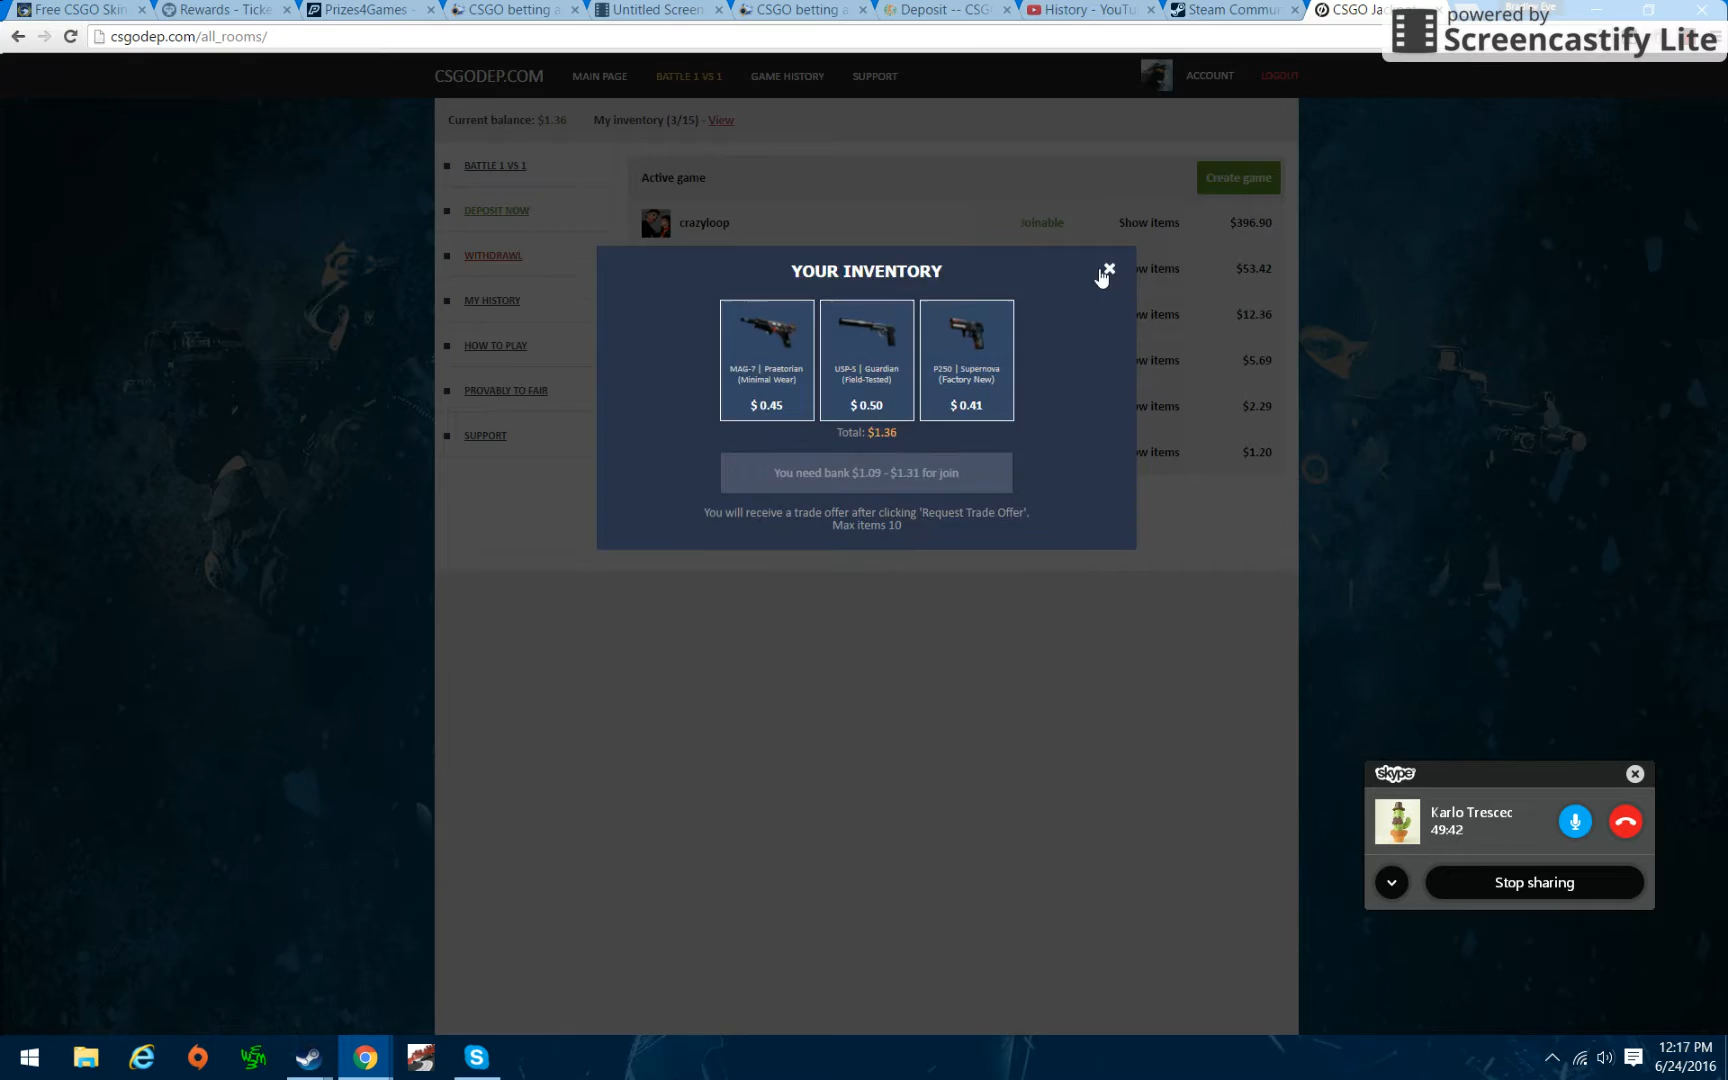 Free CSGO Skin
Rewards - Ticke
Prizes4Games -
CSGO betting a
Untitled Screen
CSGO betting a
Deposit -- CSG
History - YouTu
Steam Commun
CSGO Ja
powered by
Screencastify Lite
csgodep.com/all_rooms/
CSGODEP.COM MAIN PAGE BATTLE 1 VS 1 GAME HISTORY SUPPORT ACCOUNT LOGOUT
Current balance: $1.36 My inventory (3/15) - View
BATTLE 1 VS 1
DEPOSIT NOW
WITHDRAWL
MY HISTORY
HOW TO PLAY
PROVABLY TO FAIR
SUPPORT
Active game Create game
crazyloop Joinable Show items $396.90
ow items $53.42
ow items $12.36
ow items $5.69
ow items $2.29
ow items $1.20
YOUR INVENTORY
MAG-7 | Praetorian
(Minimal Wear)
$ 0.45
USP-S | Guardian
(Field-Tested)
$ 0.50
P250 | Supernova
(Factory New)
$ 0.41
Total: $1.36
You need bank $1.09 - $1.31 for join
You will receive a trade offer after clicking 'Request Trade Offer'.
Max items 10
skype
Karlo Trescec
49:42
Stop sharing
12:17 PM
6/24/2016